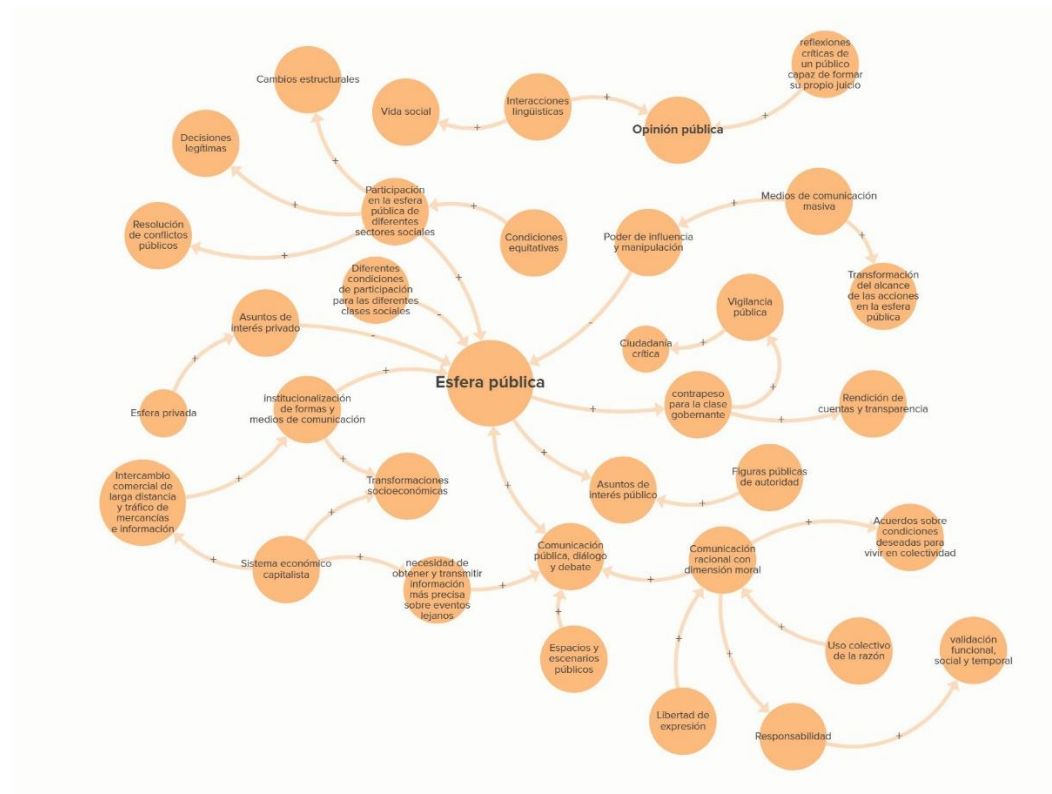 reflexiones
críticas de
un público
capaz de formar
su propio juicio
Cambios estructurales
Vida social
Interacciones
lingüisticas
Opinión pública
Decisiones
legítimas
Participación
en la esfera
pública de
diferentes
sectores sociales
Medios de comunicación
masiva
Resolución
de conflictos
públicos
Condiciones
equitativas
Poder de influencia
y manipulación
Diferentes
condiciones
de participación
para las diferentes
clases sociales
Transformación
del alcance
de las acciones
en la esfera
pública
Vigilancia
pública
Asuntos de
interés privado
Ciudadanía
crítica
Esfera pública
Esfera privada
institucionalización
de formas y
medios de comunicación
contrapeso
para la clase
gobernante
Rendición de
cuentas y transparencia
Intercambio
comercial de
larga distancia
y tráfico de
mercancías
e información
Transformaciones
socioeconómicas
Asuntos de
interés público
Figuras públicas
de autoridad
Sistema económico
capitalista
necesidad de
obtener y transmitir
información
más precisa
sobre eventos
lejanos
Comunicación
pública, diálogo
y debate
Comunicación
racional con
dimensión moral
Acuerdos sobre
condiciones
deseadas para
vivir en colectividad
Espacios y
escenarios
públicos
Uso colectivo
de la razón
validación
funcional,
social y temporal
Libertad de
expresión
Responsabilidad